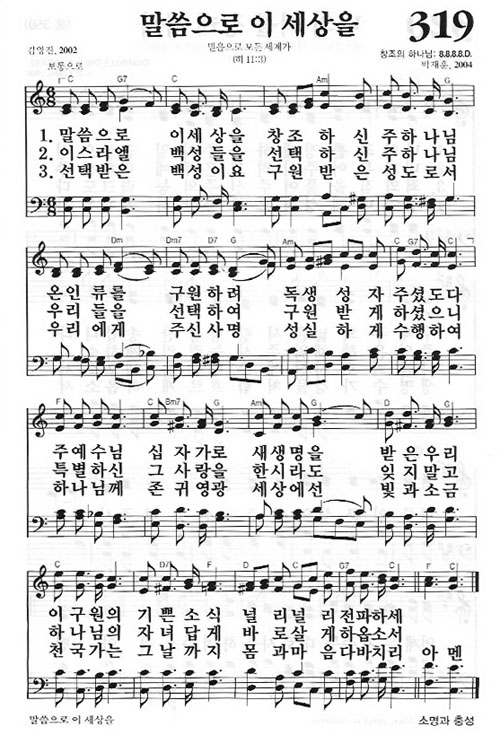 말씀으로 이 세상을 319
김영진, 2002 믿음으로 모든 세계가 창조의 하나님: 8.8.8.8.D.
보통으로 (히 11:3) 박재훈, 2004
C G7 C Am G
1. 말씀으로 이세상을 창조 하 신 주하나님
2. 이스라엘 백성들을 선택 하 신 주하나님
3. 선택받은 백성이요 구원 받 은 성도로서
Dm Dm7 D7 G Am C G7 C
온인 류를 구원하려 독생 성 자 주셨도다
우리 들을 선택하여 구원 받 게 하셨으니
우리 에게 주신사명 성실 하 게 수행하여
F G C Bm7 G Am F G
주예수님 십 자가로 새생명을 받 은우리
특별하신 그 사랑을 한시라도 잊 지말고
하나님께 존 귀영광 세상에선 빛 과소금
C F C D G C G7 C F C
이구원의 기 쁜 소 식 널 리널 리전파하세
하나님의 자 녀 답 게 바 로살 게하옵소서
천국가는 그 날 까 지 몸 과마 음다바치리 아 멘
말씀으로 이 세상을 소명과 충성